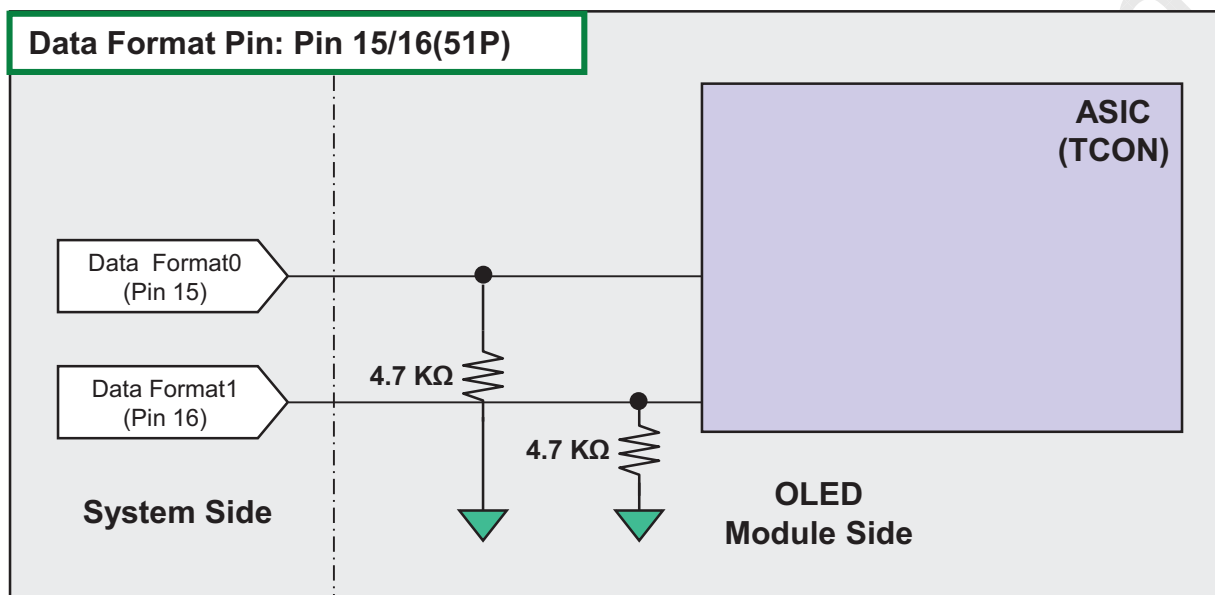 Data Format Pin: Pin 15/16(51P)
ASIC
(TCON)
Data Format0
(Pin 15)
Data Format1
(Pin 16)
4.7 KΩ
4.7 KΩ
System Side
OLED
Module Side